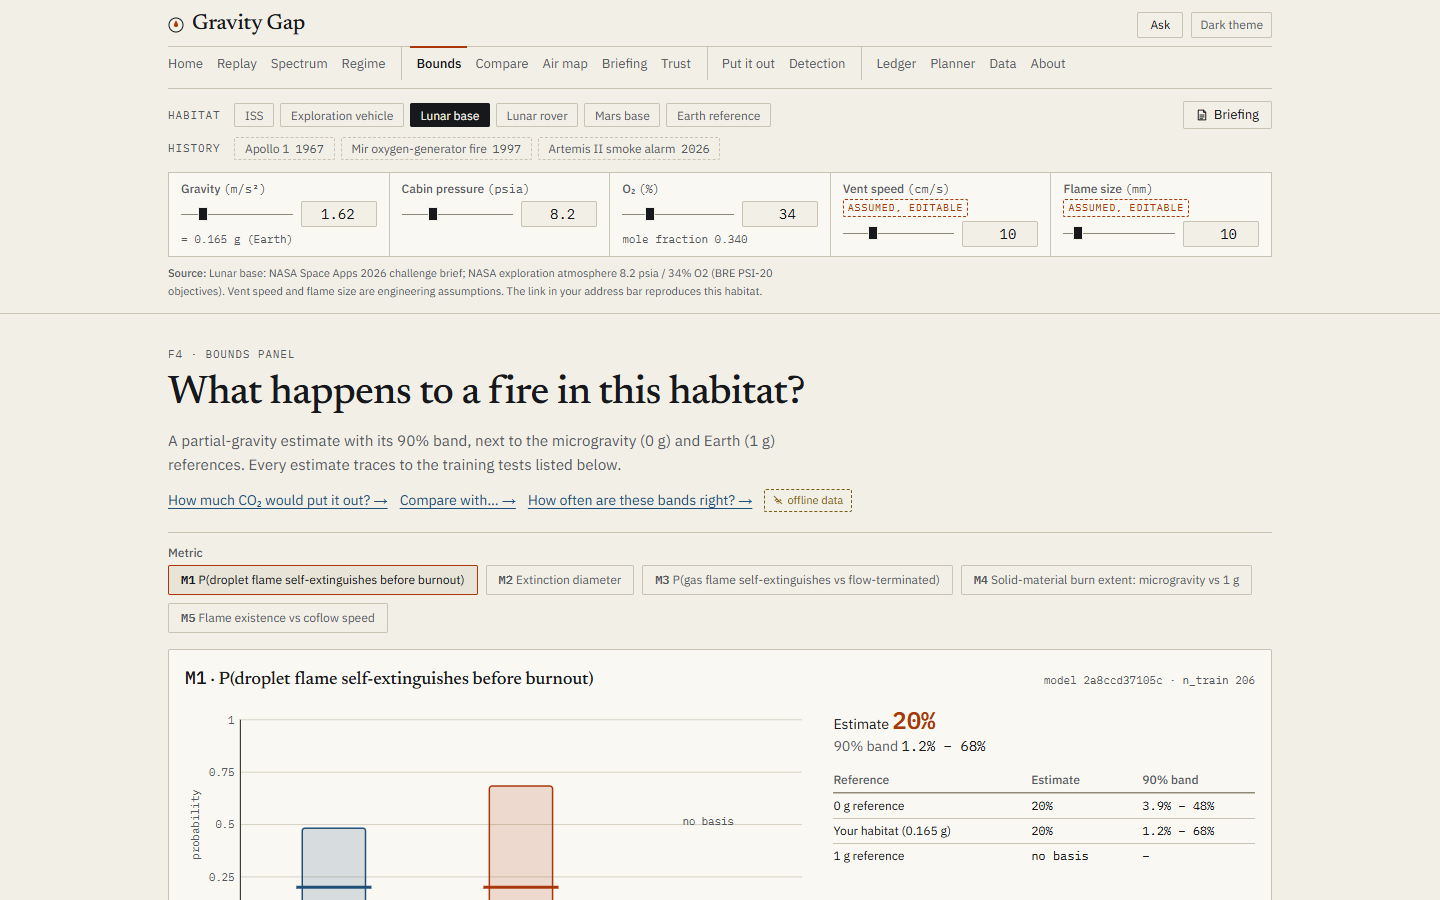 Gravity Gap
Ask
Dark theme
Home Replay Spectrum Regime Bounds Compare Air map Briefing Trust Put it out Detection Ledger Planner Data About
HABITAT ISS Exploration vehicle Lunar base Lunar rover Mars base Earth reference
Briefing
HISTORY Apollo 1 1967 Mir oxygen-generator fire 1997 Artemis II smoke alarm 2026
Gravity (m/s²)
1.62
= 0.165 g (Earth)
Cabin pressure (psia)
8.2
O₂ (%)
34
mole fraction 0.340
Vent speed (cm/s)
ASSUMED, EDITABLE
10
Flame size (mm)
ASSUMED, EDITABLE
10
Source: Lunar base: NASA Space Apps 2026 challenge brief; NASA exploration atmosphere 8.2 psia / 34% O2 (BRE PSI-20
objectives). Vent speed and flame size are engineering assumptions. The link in your address bar reproduces this habitat.
F4 · BOUNDS PANEL
What happens to a fire in this habitat?
A partial-gravity estimate with its 90% band, next to the microgravity (0 g) and Earth (1 g)
references. Every estimate traces to the training tests listed below.
How much CO₂ would put it out? → Compare with... → How often are these bands right? → offline data
Metric
M1 P(droplet flame self-extinguishes before burnout) M2 Extinction diameter M3 P(gas flame self-extinguishes vs flow-terminated) M4 Solid-material burn extent: microgravity vs 1 g
M5 Flame existence vs coflow speed
M1 · P(droplet flame self-extinguishes before burnout)
model 2a8ccd37105c · n_train 206
1
0.75
0.5
0.25
probability
no basis
Estimate 20%
90% band 1.2% – 68%
Reference Estimate 90% band
0 g reference 20% 3.9% – 48%
Your habitat (0.165 g) 20% 1.2% – 68%
1 g reference no basis –